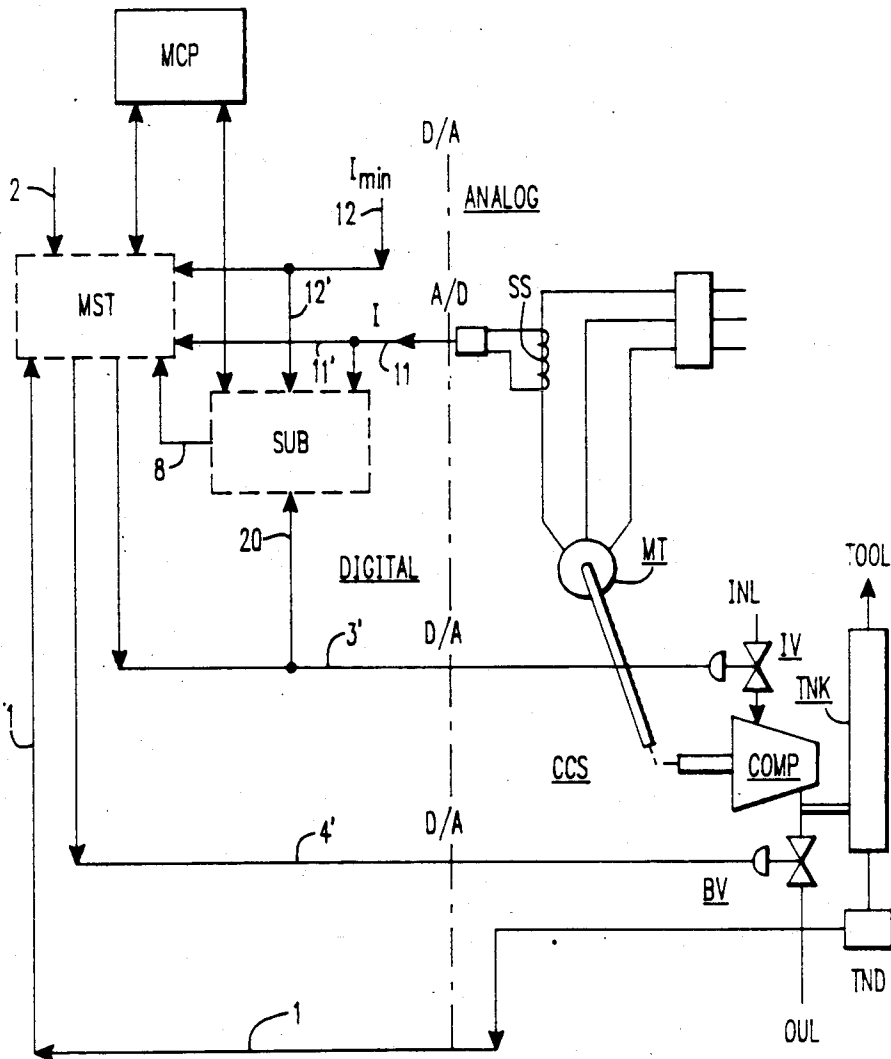 MCP
D/A
I min
2
12
ANALOG
MST
12'
A/D
SS
I
11'
11
SUB
8
20
DIGITAL
MT
TOOL
INL
3'
D/A
IV
TNK
1
CCS
COMP
D/A
4'
BV
TND
1
OUL